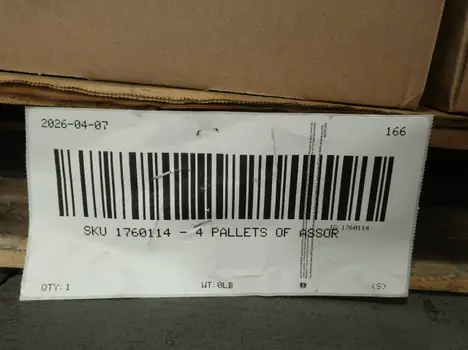 2026-04-07 166
SKU 1760114 - 4 PALLETS OF ASSOR
1760114
QTY: 1 WT: 0LB (S)